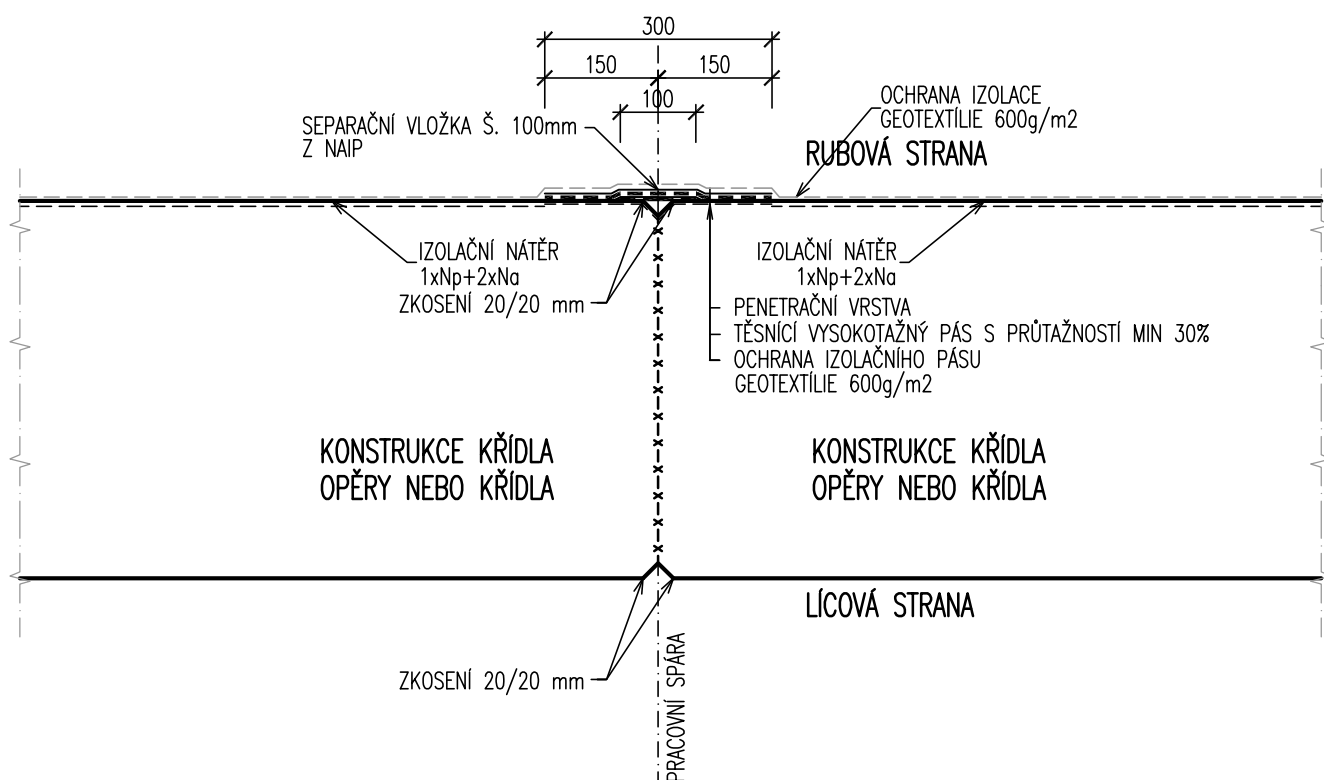 300
150
150
100
OCHRANA IZOLACE
GEOTEXTÍLIE 600g/m2
SEPARAČNÍ VLOŽKA Š. 100mm
Z NAIP
RUBOVÁ STRANA
IZOLAČNÍ NÁTĚR
1xNp+2xNa
IZOLAČNÍ NÁTĚR
1xNp+2xNa
ZKOSENÍ 20/20 mm
PENETRAČNÍ VRSTVA
TĚSNÍCÍ VYSOKOTAŽNÝ PÁS S PRŮTAŽNOSTÍ MIN 30%
OCHRANA IZOLAČNÍHO PÁSU
GEOTEXTÍLIE 600g/m2
KONSTRUKCE KŘÍDLA
OPĚRY NEBO KŘÍDLA
KONSTRUKCE KŘÍDLA
OPĚRY NEBO KŘÍDLA
LÍCOVÁ STRANA
ZKOSENÍ 20/20 mm
PRACOVNÍ SPÁRA